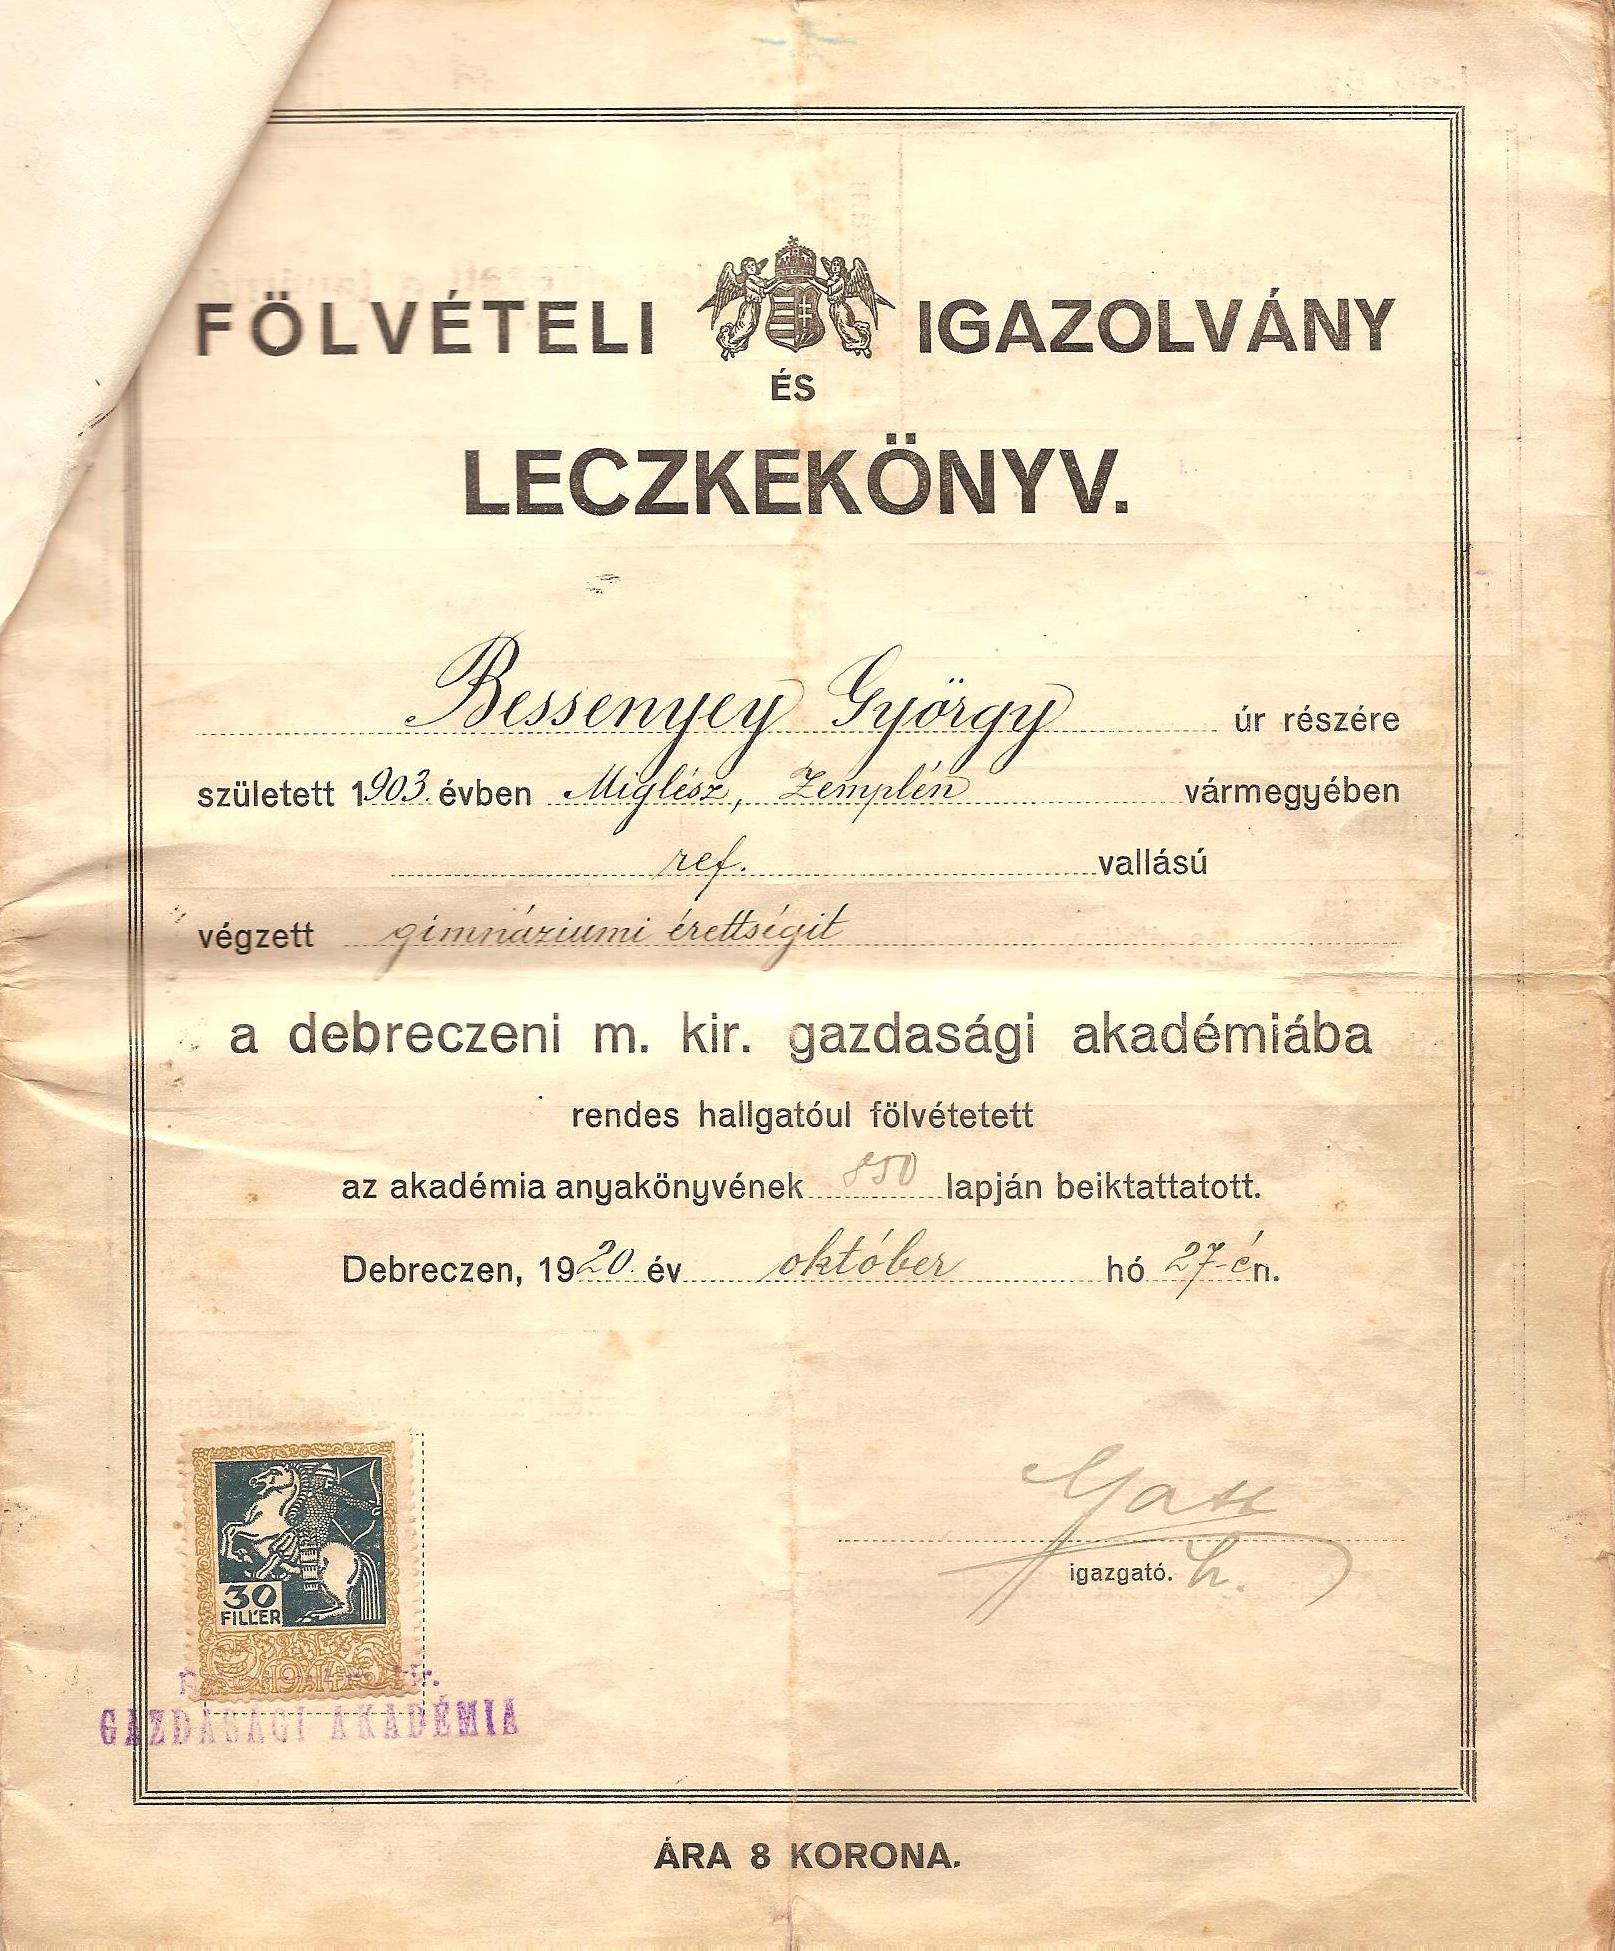 FÖLVÉTELI IGAZOLVÁNY
ÉS
LECZKEKÖNYV.
Bessenyey György úr részére
született 1903. évben Miglész, Zemplén vármegyében
ref. vallású
végzett gimnáziumi érettségit
a debreczeni m. kir. gazdasági akadémiába
rendes hallgatóul fölvétetett
az akadémia anyakönyvének 850 lapján beiktattatott.
Debreczen, 1920. év október hó 27-én.
igazgató. h.
30
FILLÉR
1914
kir.
GAZDASÁGI AKADÉMIA
ÁRA 8 KORONA.